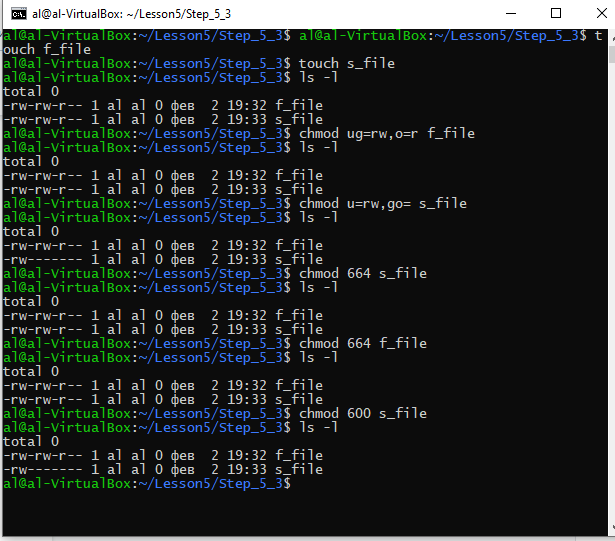 al@al-VirtualBox: ~/Lesson5/Step_5_3
al@al-VirtualBox:~/Lesson5/Step_5_3$ al@al-VirtualBox:~/Lesson5/Step_5_3$ t
ouch f_file
al@al-VirtualBox:~/Lesson5/Step_5_3$ touch s_file
al@al-VirtualBox:~/Lesson5/Step_5_3$ ls -l
total 0
-rw-rw-r-- 1 al al 0 фев  2 19:32 f_file
-rw-rw-r-- 1 al al 0 фев  2 19:33 s_file
al@al-VirtualBox:~/Lesson5/Step_5_3$ chmod ug=rw,o=r f_file
al@al-VirtualBox:~/Lesson5/Step_5_3$ ls -l
total 0
-rw-rw-r-- 1 al al 0 фев  2 19:32 f_file
-rw-rw-r-- 1 al al 0 фев  2 19:33 s_file
al@al-VirtualBox:~/Lesson5/Step_5_3$ chmod u=rw,go= s_file
al@al-VirtualBox:~/Lesson5/Step_5_3$ ls -l
total 0
-rw-rw-r-- 1 al al 0 фев  2 19:32 f_file
-rw------- 1 al al 0 фев  2 19:33 s_file
al@al-VirtualBox:~/Lesson5/Step_5_3$ chmod 664 s_file
al@al-VirtualBox:~/Lesson5/Step_5_3$ ls -l
total 0
-rw-rw-r-- 1 al al 0 фев  2 19:32 f_file
-rw-rw-r-- 1 al al 0 фев  2 19:33 s_file
al@al-VirtualBox:~/Lesson5/Step_5_3$ chmod 664 f_file
al@al-VirtualBox:~/Lesson5/Step_5_3$ ls -l
total 0
-rw-rw-r-- 1 al al 0 фев  2 19:32 f_file
-rw-rw-r-- 1 al al 0 фев  2 19:33 s_file
al@al-VirtualBox:~/Lesson5/Step_5_3$ chmod 600 s_file
al@al-VirtualBox:~/Lesson5/Step_5_3$ ls -l
total 0
-rw-rw-r-- 1 al al 0 фев  2 19:32 f_file
-rw------- 1 al al 0 фев  2 19:33 s_file
al@al-VirtualBox:~/Lesson5/Step_5_3$